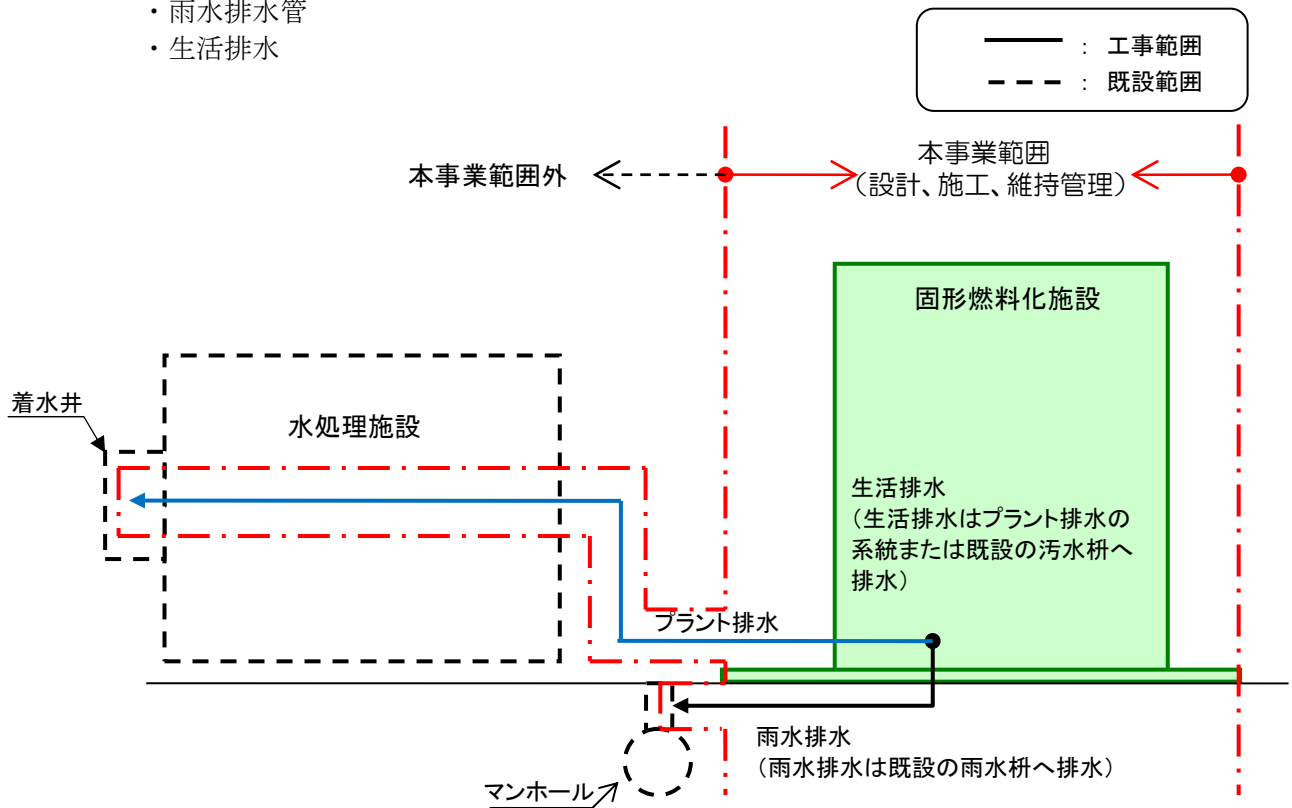 ・雨水排水管
・生活排水
： 工事範囲
： 既設範囲
本事業範囲外
本事業範囲
（設計、施工、維持管理）
固形燃料化施設
着水井
水処理施設
生活排水
（生活排水はプラント排水の
系統または既設の汚水枡へ
排水）
プラント排水
雨水排水
（雨水排水は既設の雨水枡へ排水）
マンホール